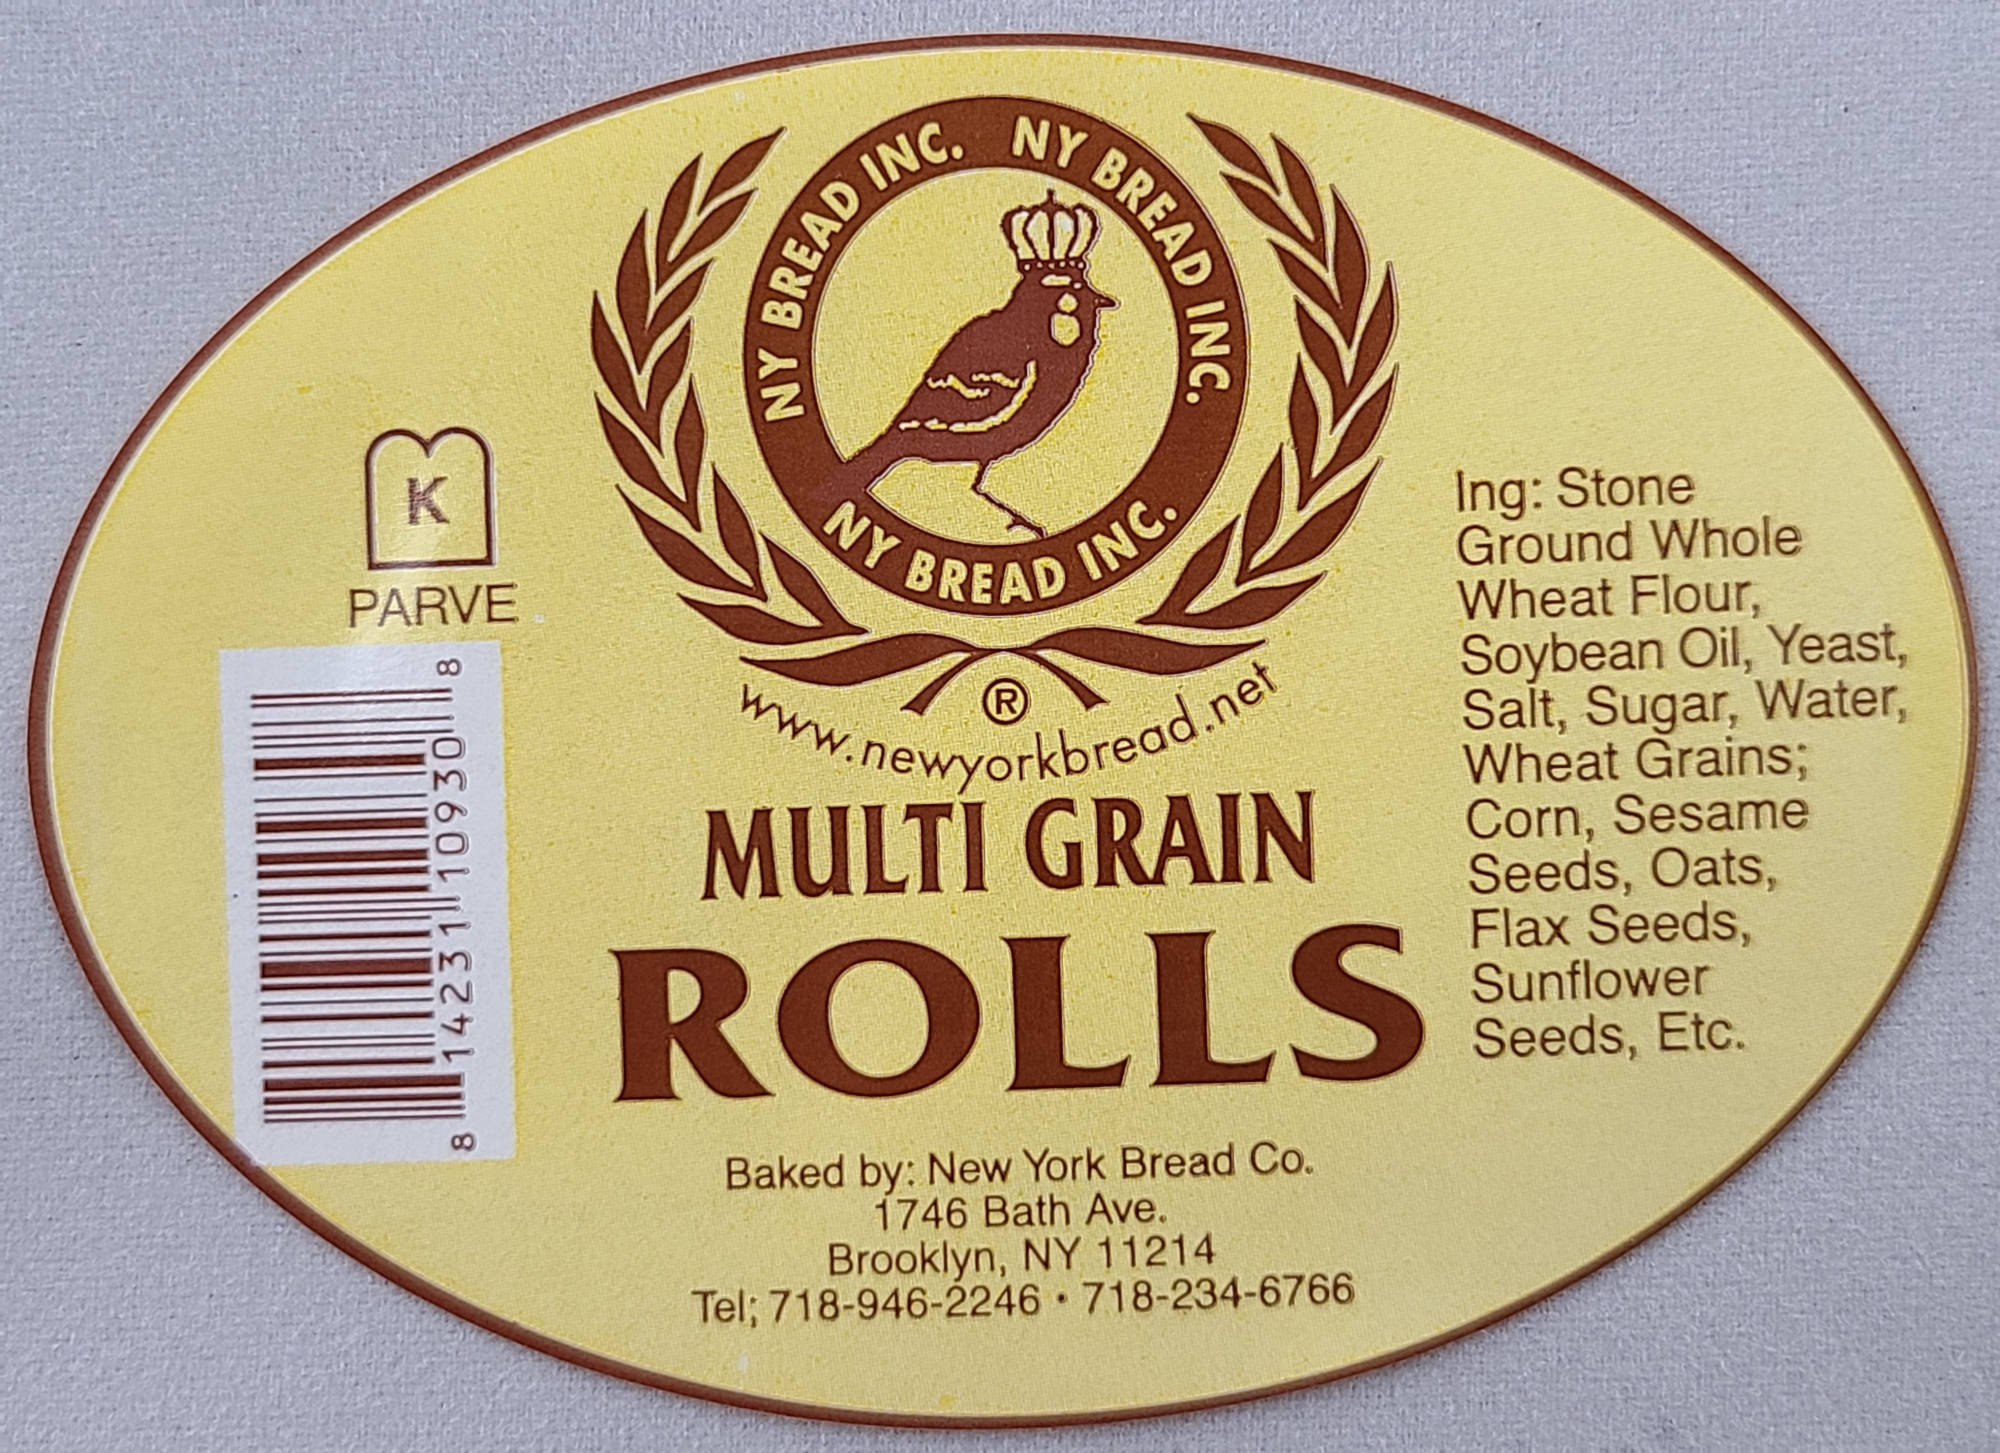 NY BREAD INC. NY BREAD INC.
NY BREAD INC.
®
www.newyorkbread.net
MULTI GRAIN
ROLLS
K
PARVE
8 14231 10930 8
Ing: Stone
Ground Whole
Wheat Flour,
Soybean Oil, Yeast,
Salt, Sugar, Water,
Wheat Grains;
Corn, Sesame
Seeds, Oats,
Flax Seeds,
Sunflower
Seeds, Etc.
Baked by: New York Bread Co.
1746 Bath Ave.
Brooklyn, NY 11214
Tel; 718-946-2246 • 718-234-6766